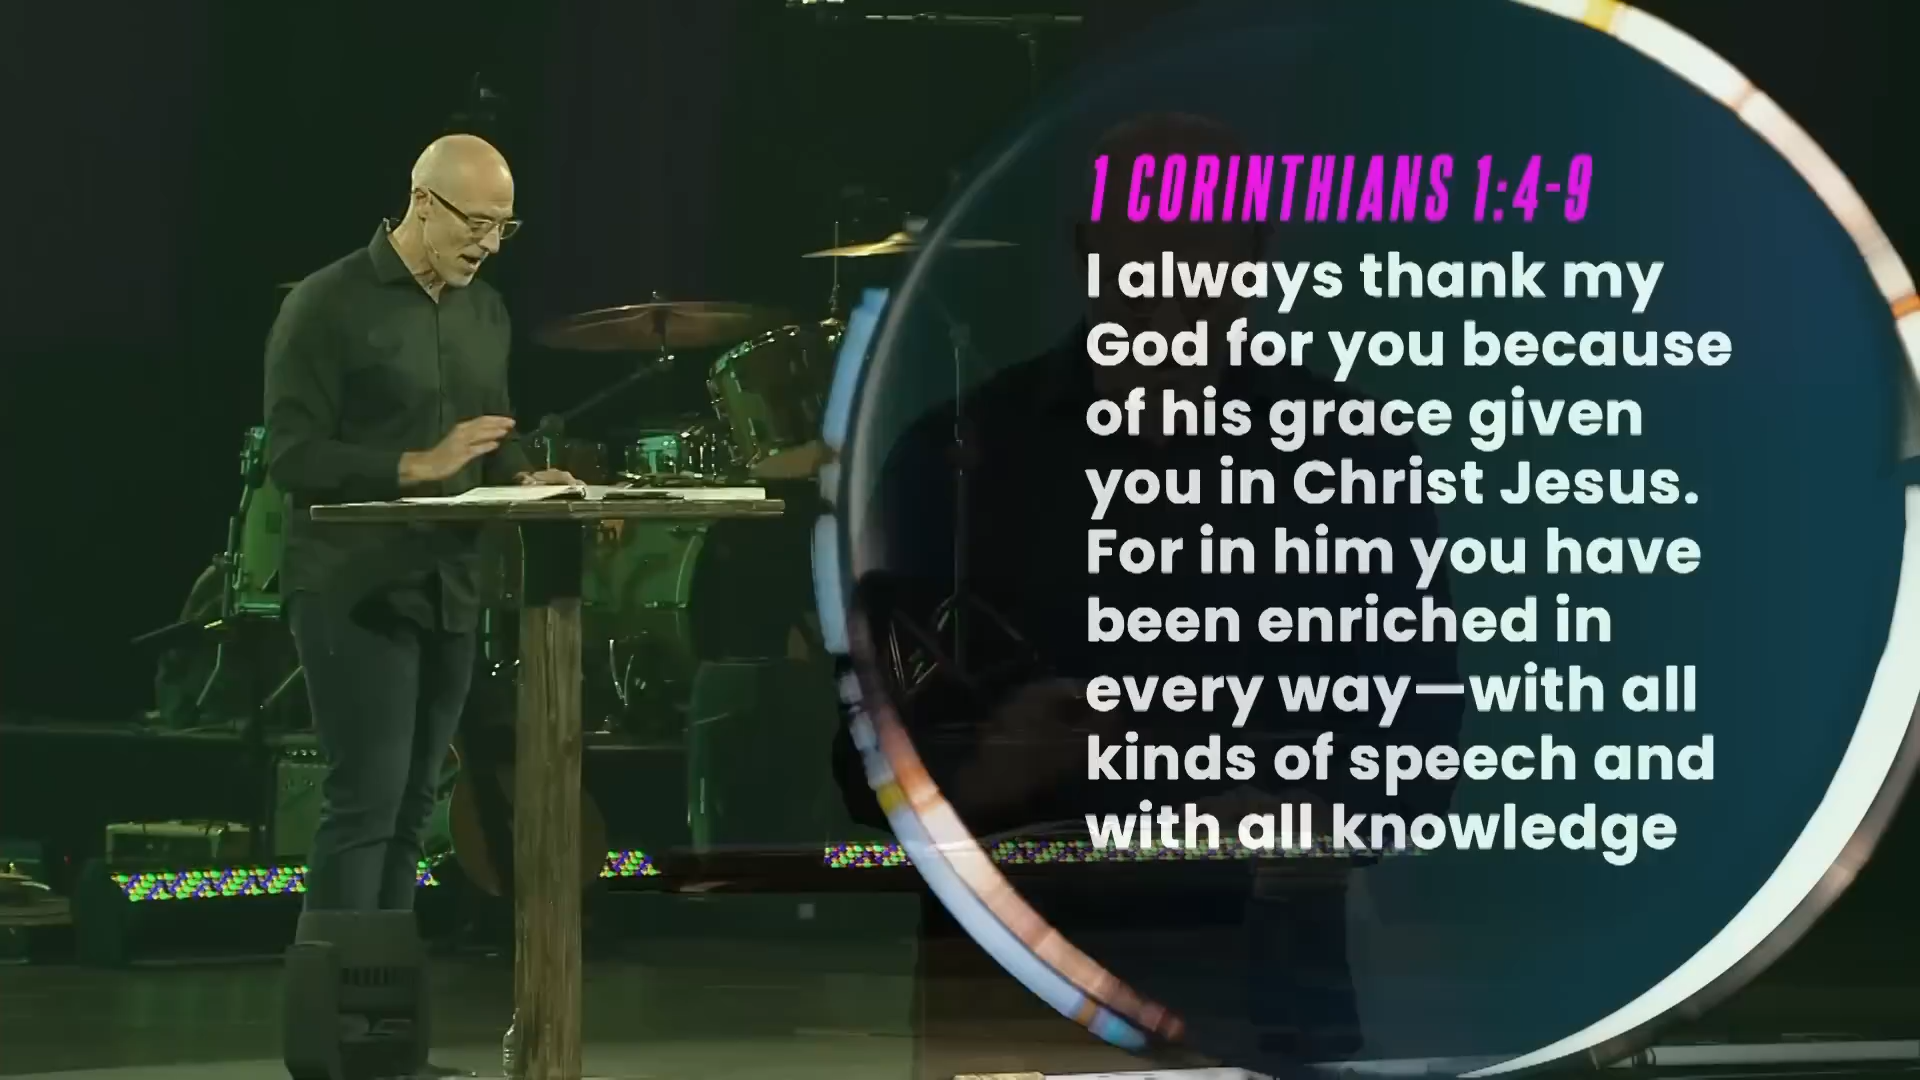 1 CORINTHIANS 1:4-9
I always thank my
God for you because
of his grace given
you in Christ Jesus.
For in him you have
been enriched in
every way—with all
kinds of speech and
with all knowledge